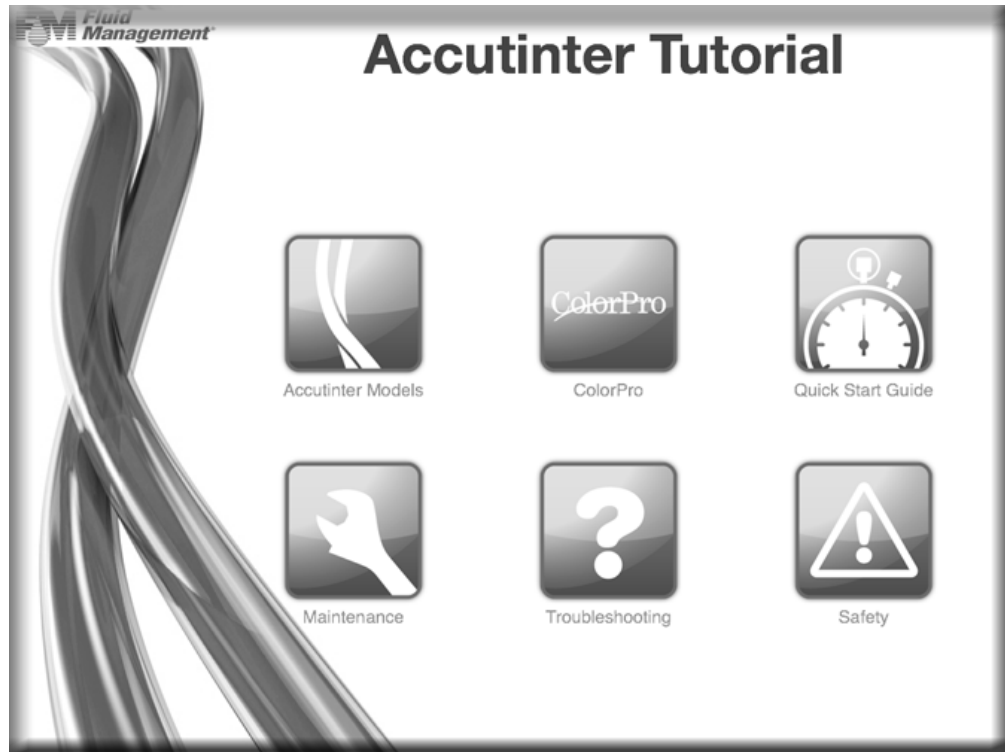 FM Fluid
Management
Accutinter Tutorial
ColorPro
Accutinter Models
ColorPro
Quick Start Guide
Maintenance
Troubleshooting
Safety